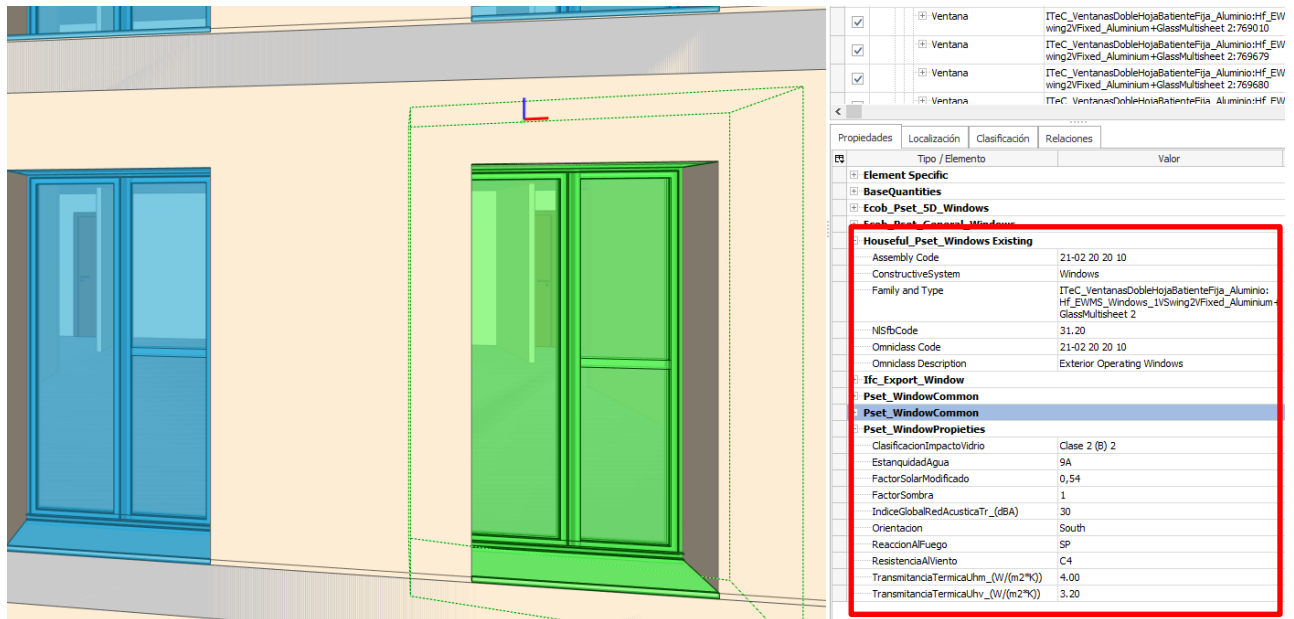 Ventana ITeC_VentanasDobleHojaBatienteFija_Aluminio:Hf_EW
wing2VFixed_Aluminium+GlassMultisheet 2:769010
Ventana ITeC_VentanasDobleHojaBatienteFija_Aluminio:Hf_EW
wing2VFixed_Aluminium+GlassMultisheet 2:769679
Ventana ITeC_VentanasDobleHojaBatienteFija_Aluminio:Hf_EW
wing2VFixed_Aluminium+GlassMultisheet 2:769680
Ventana ITeC_VentanasDobleHojaBatienteFija_Aluminio:Hf_EW
Propiedades Localización Clasificación Relaciones
Tipo / Elemento Valor
Element Specific
BaseQuantities
Ecob_Pset_5D_Windows
Ecob_Pset_General_Windows
Houseful_Pset_Windows Existing
Assembly Code 21-02 20 20 10
ConstructiveSystem Windows
Family and Type ITeC_VentanasDobleHojaBatienteFija_Aluminio:
Hf_EWMS_Windows_1VSwing2VFixed_Aluminium+
GlassMultisheet 2
NlSfbCode 31.20
Omniclass Code 21-02 20 20 10
Omniclass Description Exterior Operating Windows
Ifc_Export_Window
Pset_WindowCommon
Pset_WindowCommon
Pset_WindowPropieties
ClasificacionImpactoVidrio Clase 2 (B) 2
EstanquidadAgua 9A
FactorSolarModificado 0,54
FactorSombra 1
IndiceGlobalRedAcusticaTr_(dBA) 30
Orientacion South
ReaccionAlFuego SP
ResistenciaAlViento C4
TransmitanciaTermicaUhm_(W/(m2*K)) 4.00
TransmitanciaTermicaUhv_(W/(m2*K)) 3.20